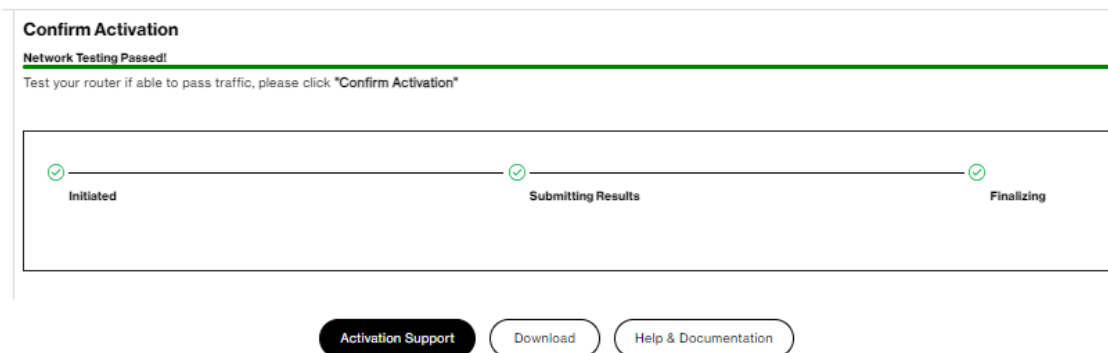 Confirm Activation
Network Testing Passed!
Test your router if able to pass traffic, please click "Confirm Activation"
Initiated
Submitting Results
Finalizing
Activation Support
Download
Help & Documentation